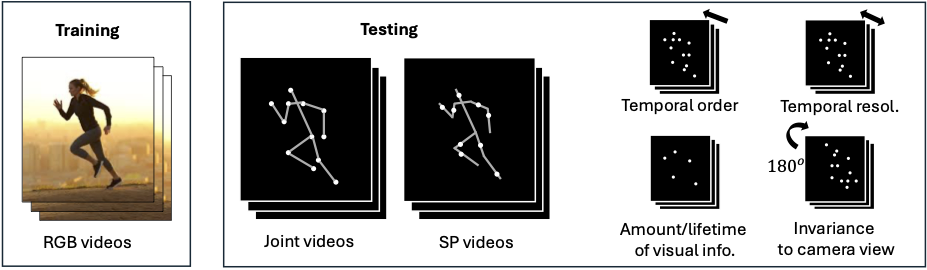 Training
RGB videos
Testing
Joint videos
SP videos
Temporal order
Temporal resol.
Amount/lifetime
of visual info.
180º
Invariance
to camera view